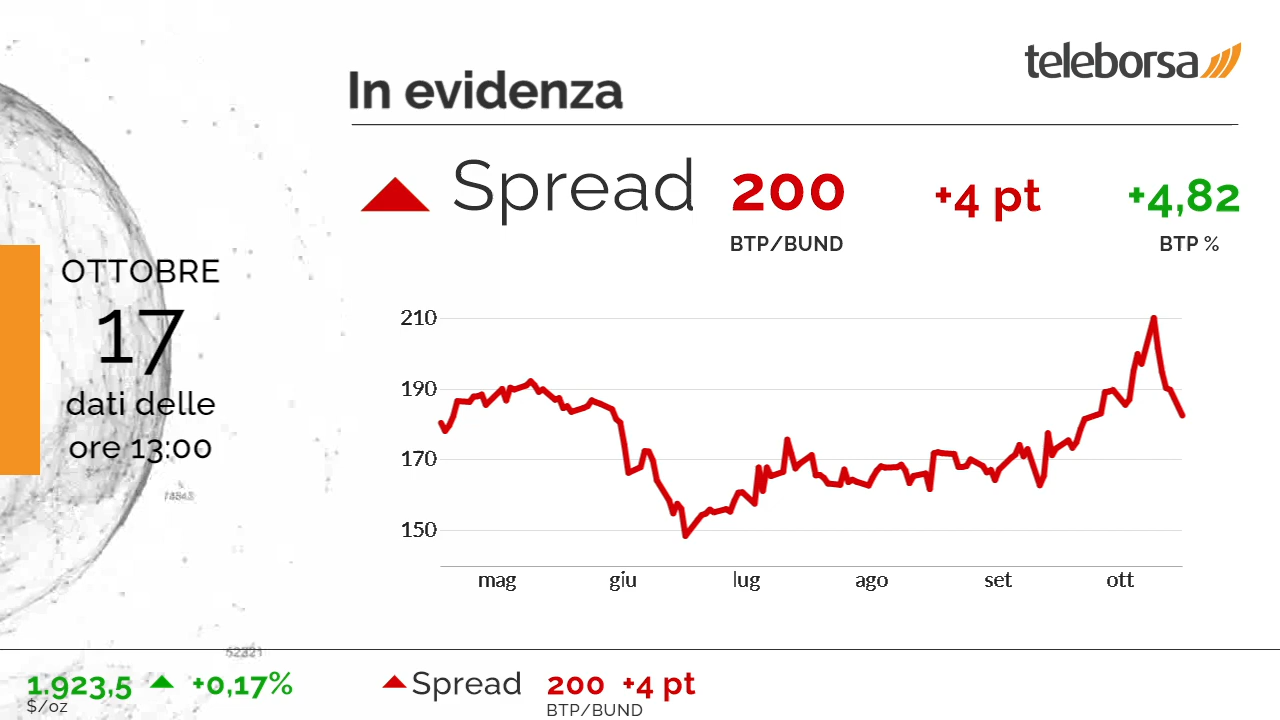 teleborsa
In evidenza
Spread 200 +4 pt +4,82
BTP/BUND BTP %
OTTOBRE
17
dati delle
ore 13:00
210
190
170
150
mag giu lug ago set ott
52321
1.923,5 +0,17% Spread 200 +4 pt
$/oz BTP/BUND